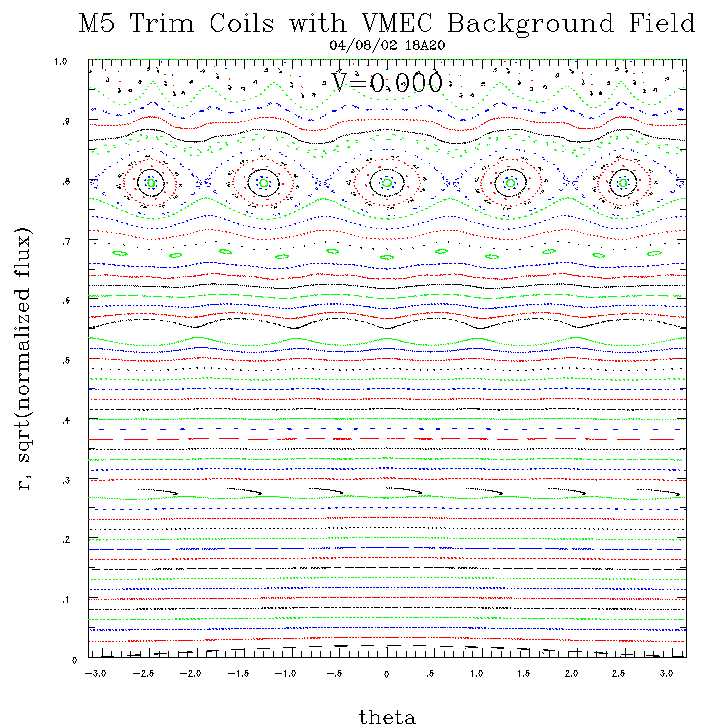 M5 Trim Coils with VMEC Background Field
04/08/02 18A20
V=0.000
1.0
.9
.8
.7
.6
.5
.4
.3
.2
.1
0
r, sqrt(normalized flux)
-3.0 -2.5 -2.0 -1.5 -1.0 -.5 0 .5 1.0 1.5 2.0 2.5 3.0
theta